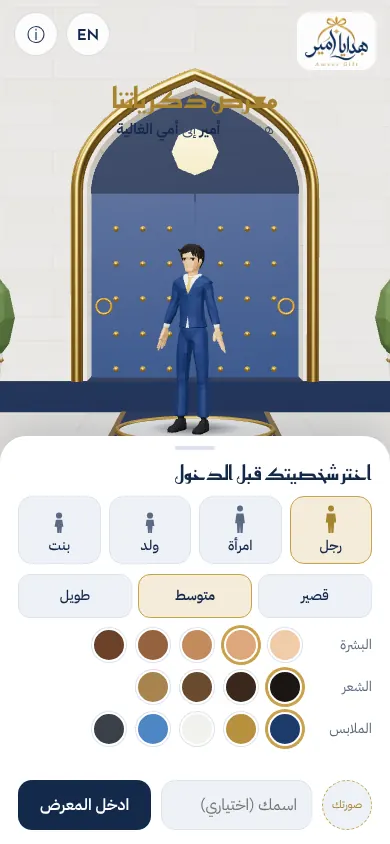 EN
هدايا أمير
Ameer Gift
معرض ذكرياتنا
أمير إلى أمي الغالية
اختر شخصيتك قبل الدخول
رجل
امرأة
ولد
بنت
قصير
متوسط
طويل
البشرة
الشعر
الملابس
صورتك
اسمك (اختياري)
ادخل المعرض